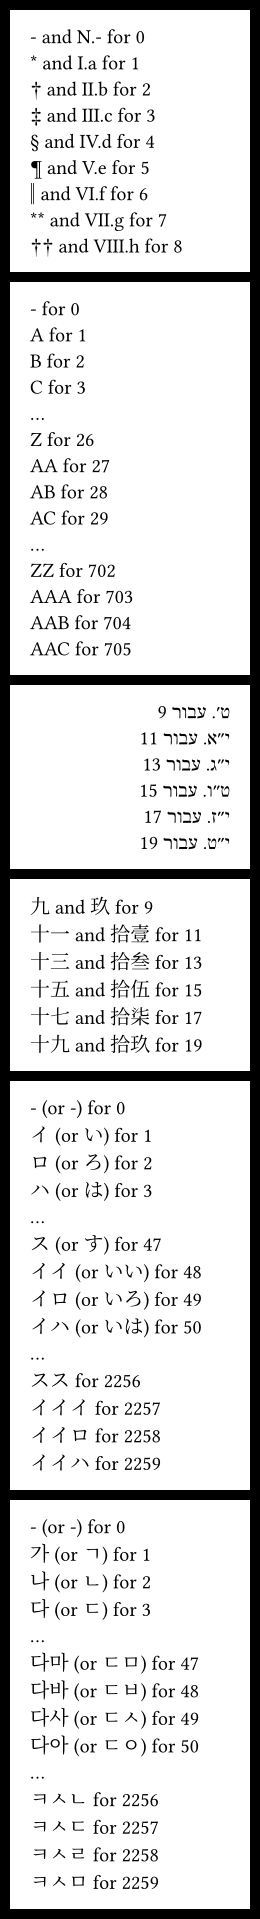 - and N.- for 0
* and I.a for 1
† and II.b for 2
‡ and III.c for 3
§ and IV.d for 4
¶ and V.e for 5
‖ and VI.f for 6
** and VII.g for 7
†† and VIII.h for 8
- for 0
A for 1
B for 2
C for 3
...
Z for 26
AA for 27
AB for 28
AC for 29
...
ZZ for 702
AAA for 703
AAB for 704
AAC for 705
ט׳. עבור 9
י״א. עבור 11
י״ג. עבור 13
ט״ו. עבור 15
י״ז. עבור 17
י״ט. עבור 19
九 and 玖 for 9
十一 and 拾壹 for 11
十三 and 拾叁 for 13
十五 and 拾伍 for 15
十七 and 拾柒 for 17
十九 and 拾玖 for 19
- (or -) for 0
イ (or い) for 1
ロ (or ろ) for 2
ハ (or は) for 3
...
ス (or す) for 47
イイ (or いい) for 48
イロ (or いろ) for 49
イハ (or いは) for 50
...
スス for 2256
イイイ for 2257
イイロ for 2258
イイハ for 2259
- (or -) for 0
가 (or ㄱ) for 1
나 (or ㄴ) for 2
다 (or ㄷ) for 3
...
다마 (or ㄷㅁ) for 47
다바 (or ㄷㅂ) for 48
다사 (or ㄷㅅ) for 49
다아 (or ㄷㅇ) for 50
...
ㅋㅅㄴ for 2256
ㅋㅅㄷ for 2257
ㅋㅅㄹ for 2258
ㅋㅅㅁ for 2259